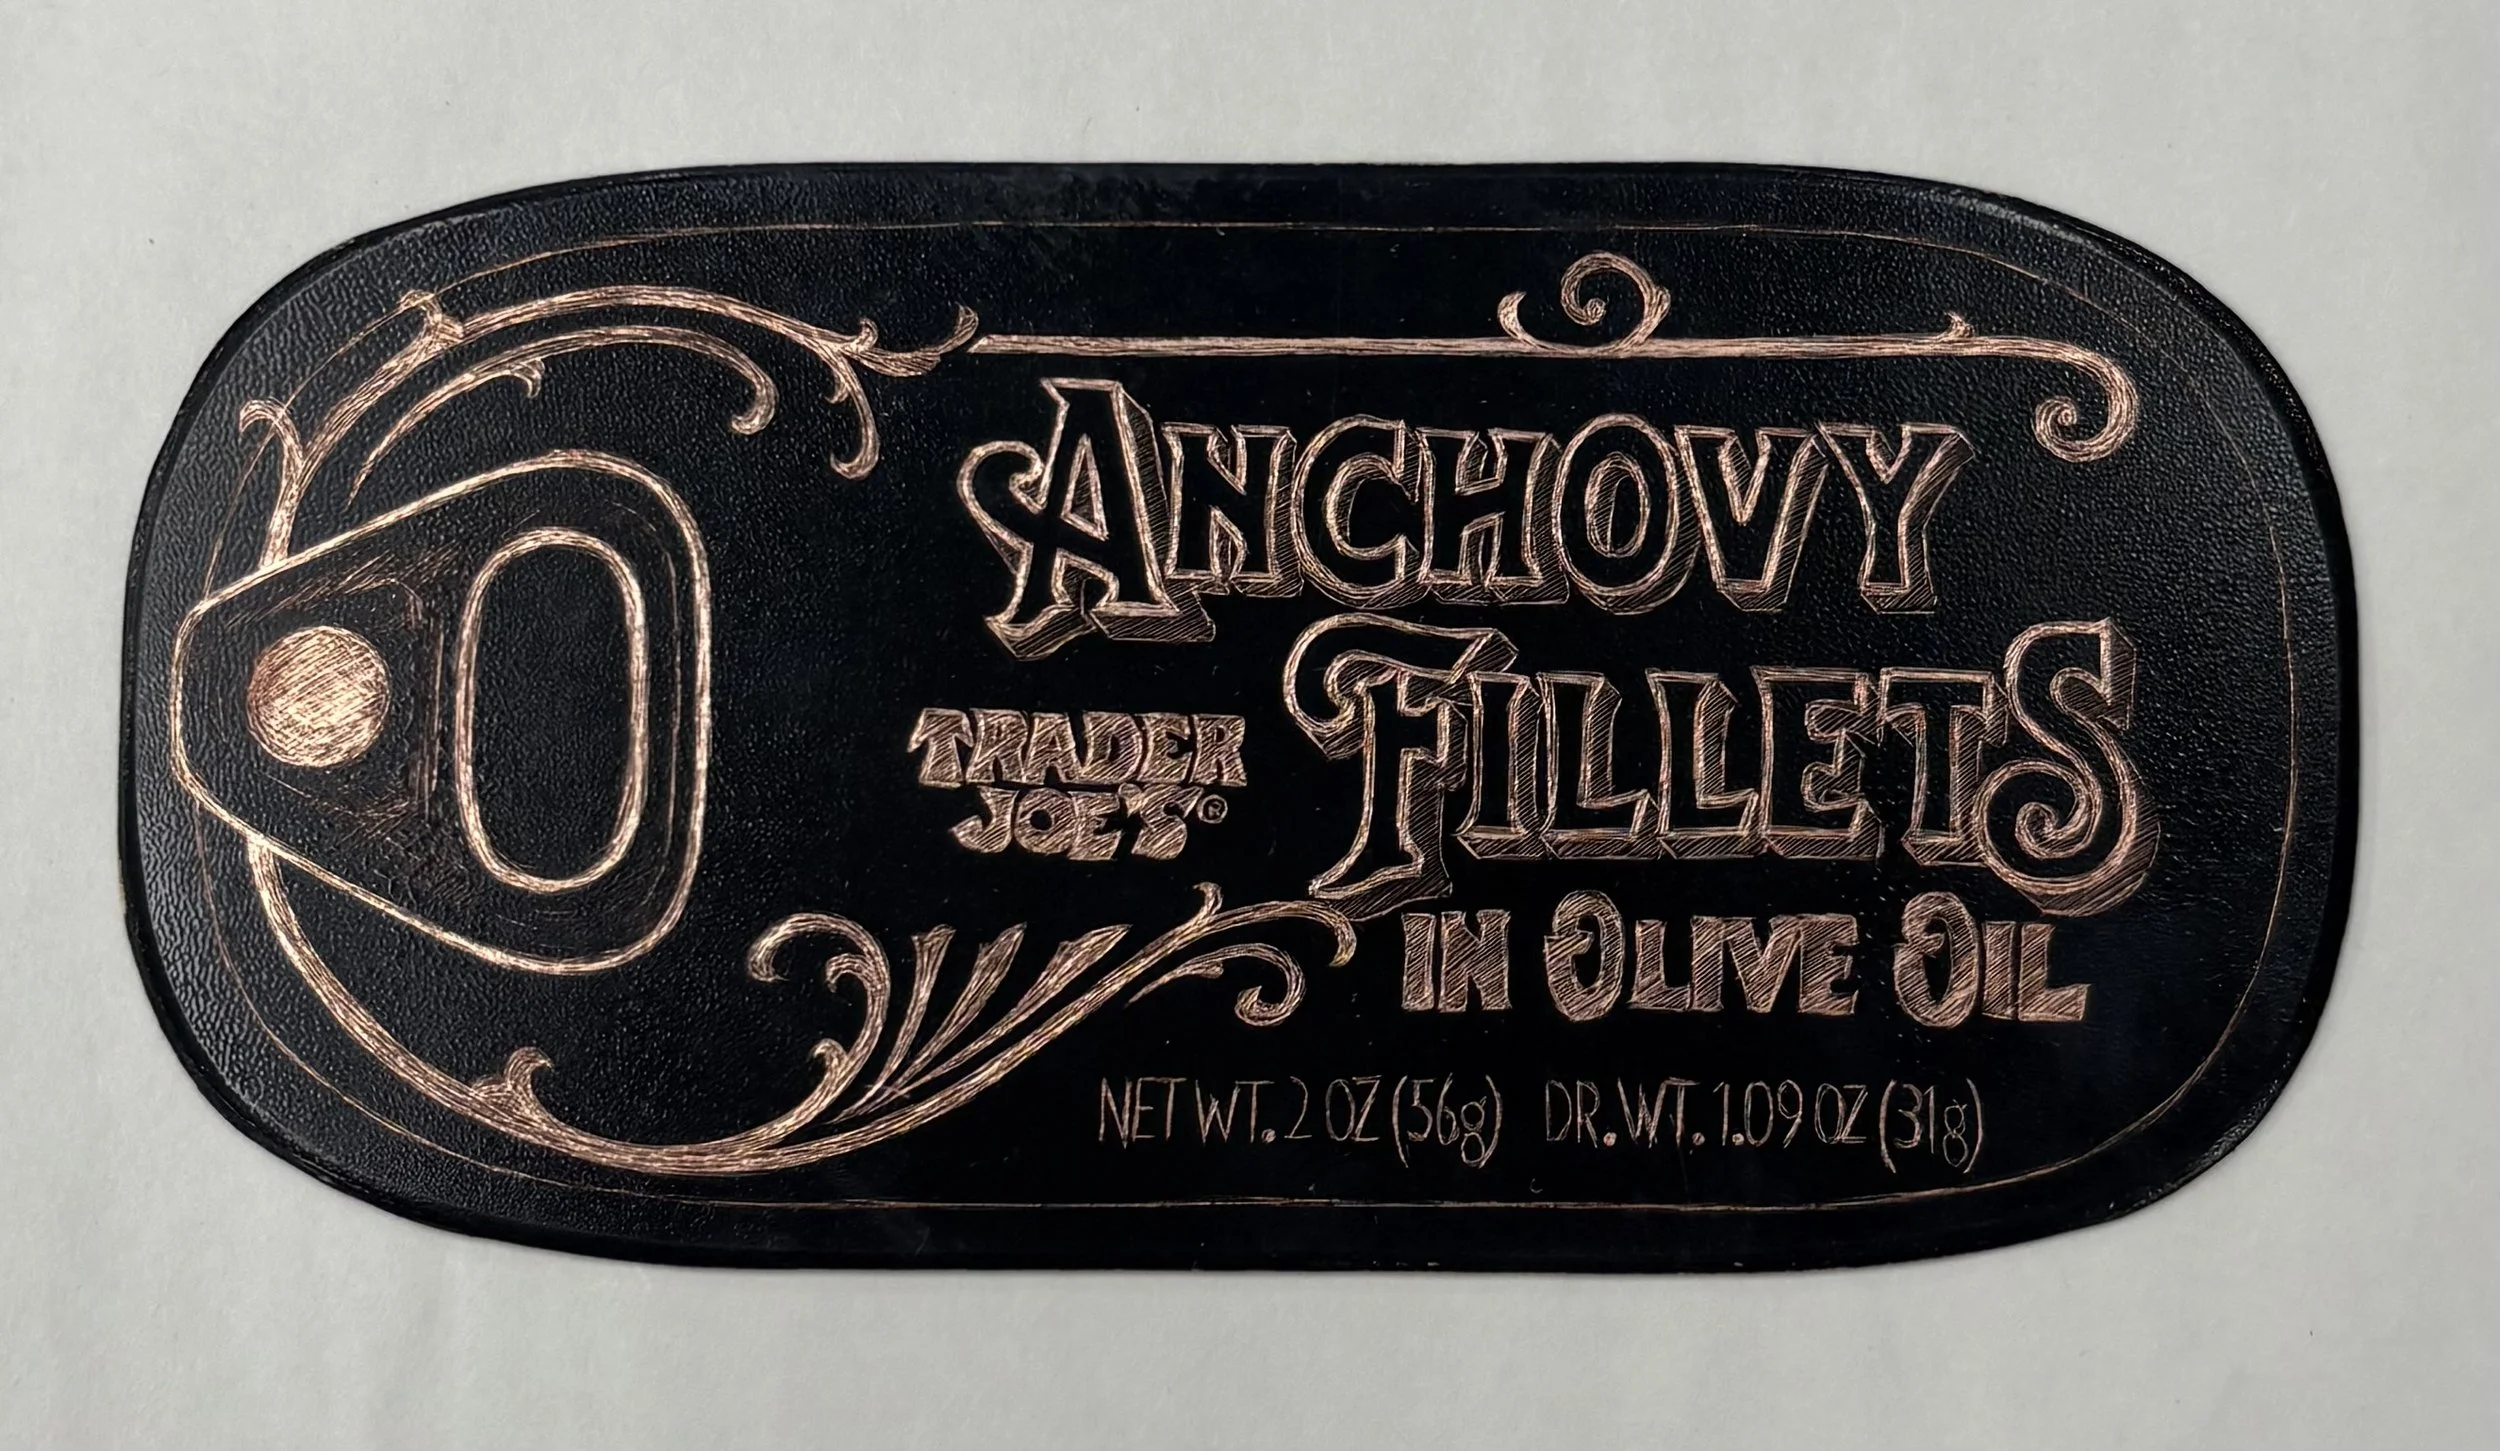 ANCHOVY
FILLETS
TRADER
JOE'S®
IN OLIVE OIL
NET WT. 2 OZ (56g) DR. WT. 1.09 OZ (31g)